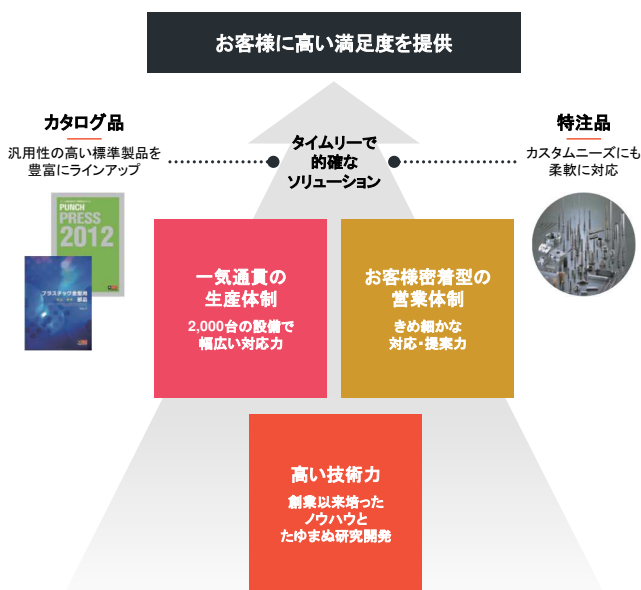 お客様に高い満足度を提供
カタログ品
汎用性の高い標準製品を
豊富にラインアップ
タイムリーで
的確な
ソリューション
特注品
カスタムニーズにも
柔軟に対応
PUNCH
PRESS
2012
プラスチック金型用
部品
一気通貫の
生産体制
2,000台の設備で
幅広い対応力
お客様密着型の
営業体制
きめ細かな
対応・提案力
高い技術力
創業以来培った
ノウハウと
たゆまぬ研究開発